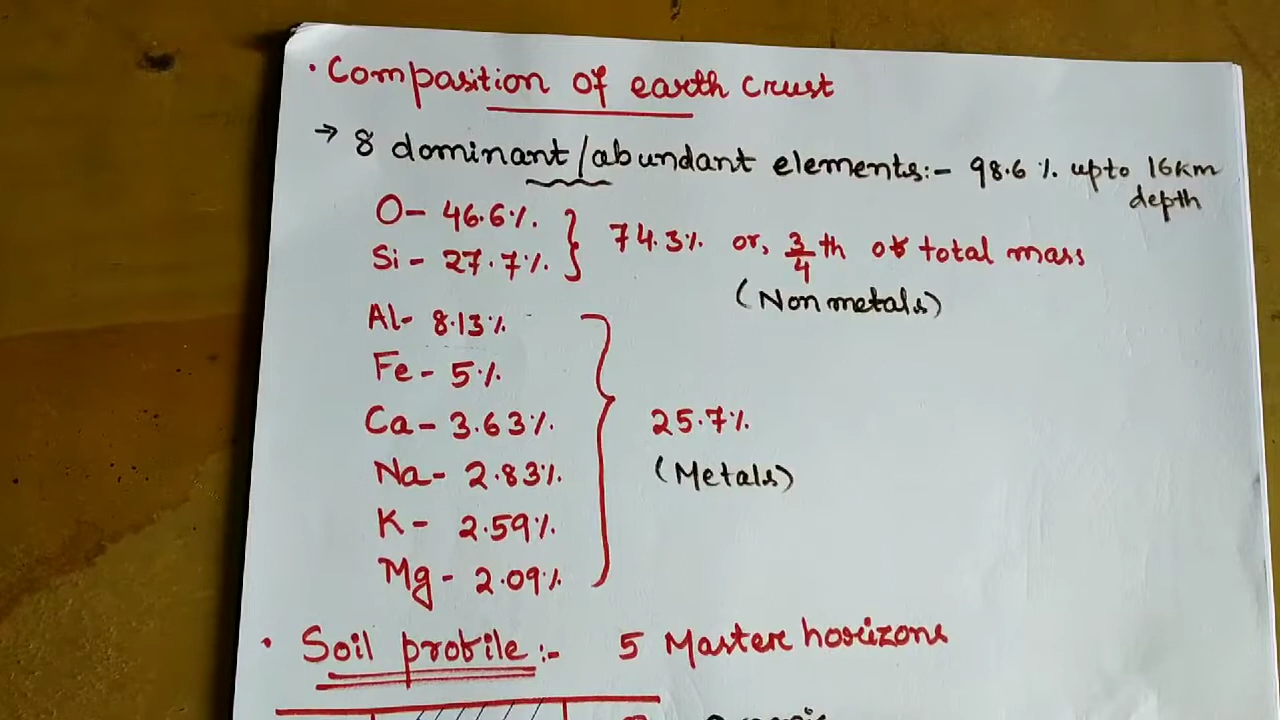 · Composition of earth crust
→ 8 dominant/abundant elements:- 98.6% upto 16km
depth
O- 46.6%
Si - 27.7%
74.3% or, 3/4 th of total mass
(Nonmetals)
Al- 8.13%
Fe - 5%
Ca - 3.63%
Na- 2.83%
K - 2.59%
Mg - 2.09%
25.7%
(Metals)
· Soil profile:- 5 Master horizons